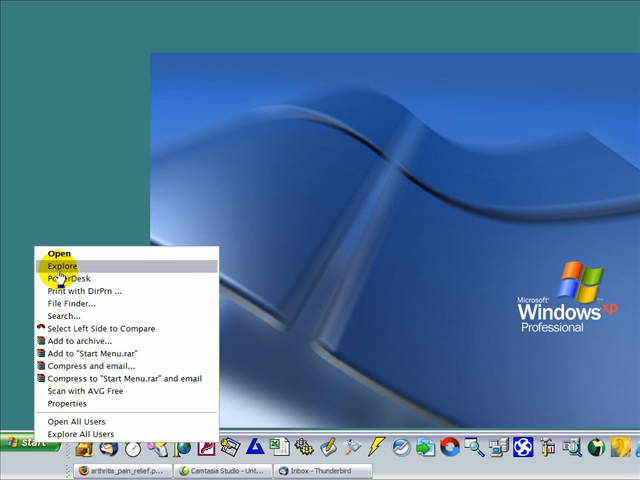 Open
Explore
PowerDesk
Print with DirPrn ...
File Finder...
Search...
Select Left Side to Compare
Add to archive...
Add to "Start Menu.rar"
Compress and email...
Compress to "Start Menu.rar" and email
Scan with AVG Free
Properties
Open All Users
Explore All Users
Microsoft
Windows xp
Professional
start
arthritis_pain_relief.p...
Camtasia Studio - Unt...
Inbox - Thunderbird